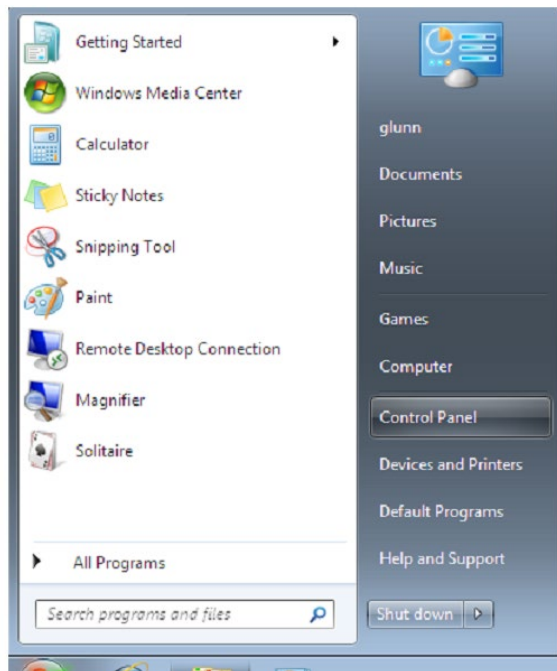 Getting Started
Windows Media Center
Calculator
Sticky Notes
Snipping Tool
Paint
Remote Desktop Connection
Magnifier
Solitaire
All Programs
Search programs and files
glunn
Documents
Pictures
Music
Games
Computer
Control Panel
Devices and Printers
Default Programs
Help and Support
Shut down